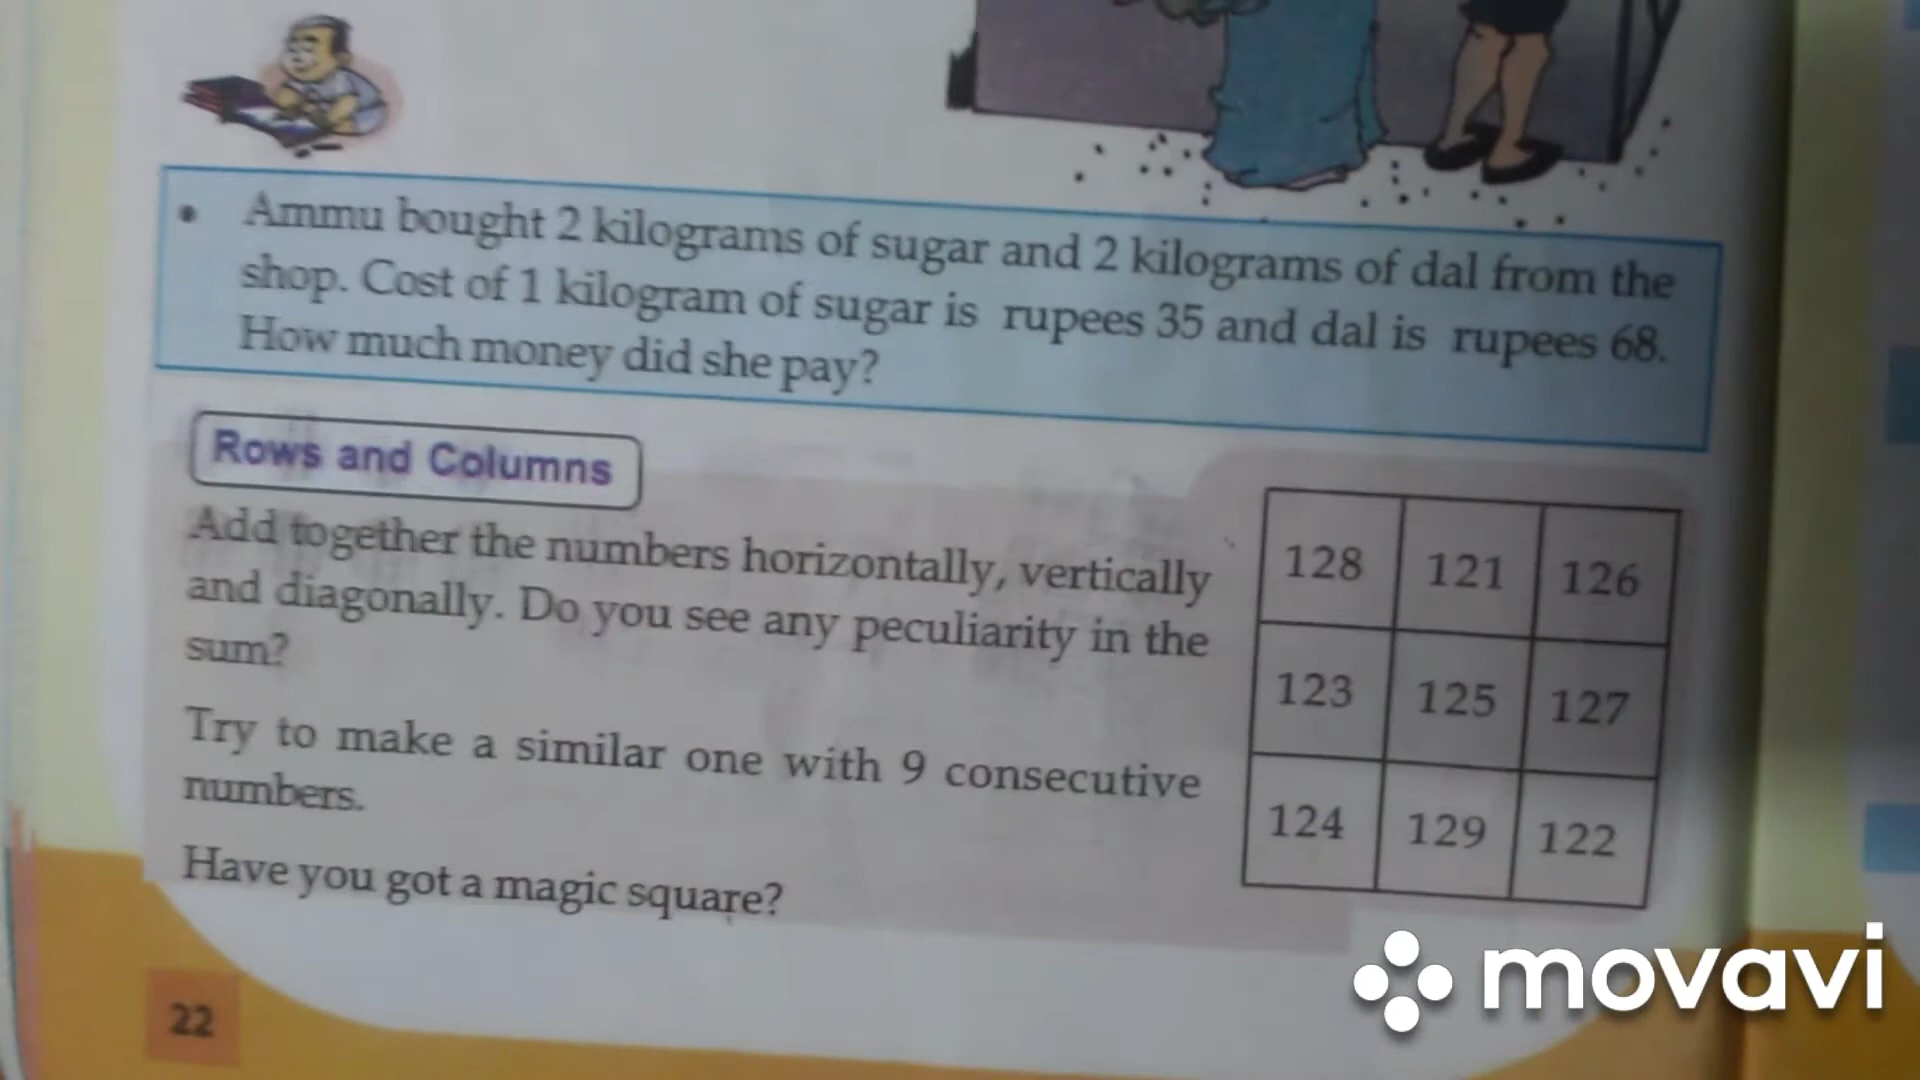 • Ammu bought 2 kilograms of sugar and 2 kilograms of dal from the
shop. Cost of 1 kilogram of sugar is rupees 35 and dal is rupees 68.
How much money did she pay?
Rows and Columns
Add together the numbers horizontally, vertically
and diagonally. Do you see any peculiarity in the
sum?
Try to make a similar one with 9 consecutive
numbers.
Have you got a magic square?
128 121 126
123 125 127
124 129 122
22
movavi